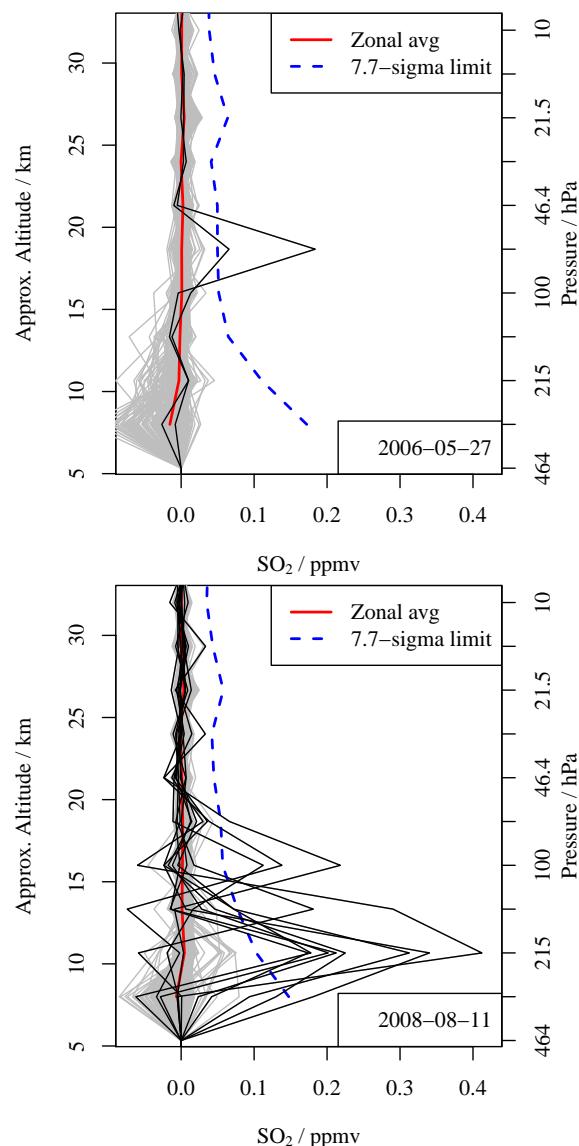 Zonal avg
7.7−sigma limit
2006−05−27
Approx. Altitude / km
5 10 15 20 25 30
Pressure / hPa
464 215 100 46.4 21.5 10
0.0 0.1 0.2 0.3 0.4
SO₂ / ppmv
Zonal avg
7.7−sigma limit
2008−08−11
Approx. Altitude / km
5 10 15 20 25 30
Pressure / hPa
464 215 100 46.4 21.5 10
0.0 0.1 0.2 0.3 0.4
SO₂ / ppmv